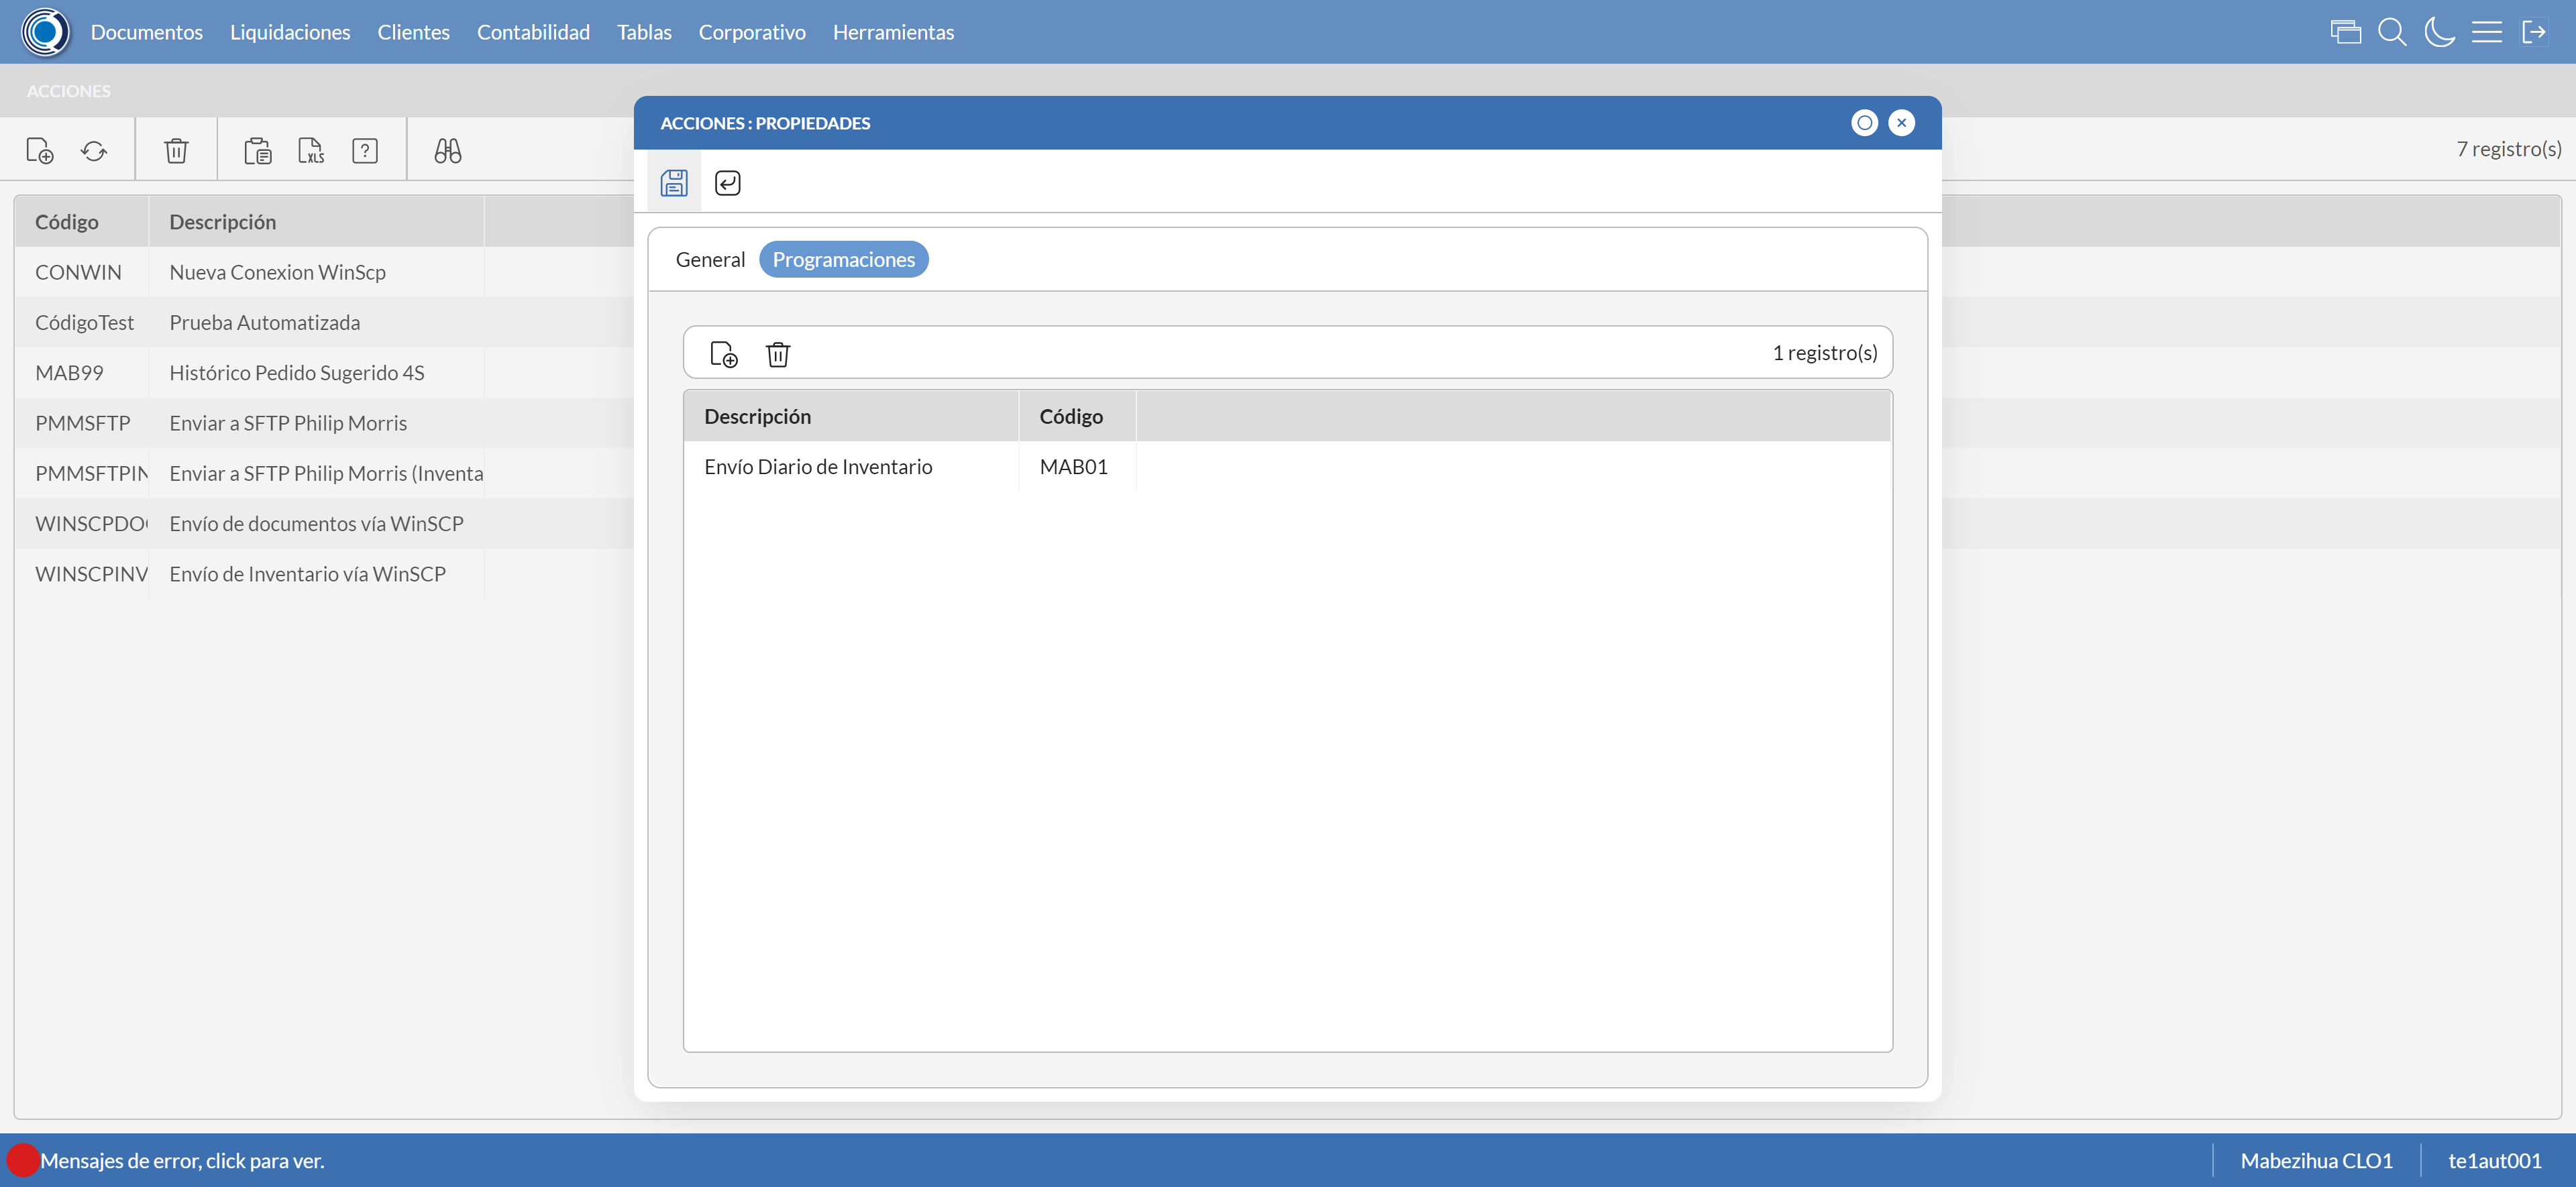 Documentos Liquidaciones Clientes Contabilidad Tablas Corporativo Herramientas
ACCIONES
XLS ?
7 registro(s)
Código Descripción
CONWIN Nueva Conexion WinScp
CódigoTest Prueba Automatizada
MAB99 Histórico Pedido Sugerido 4S
PMMSFTP Enviar a SFTP Philip Morris
PMMSFTPIN Enviar a SFTP Philip Morris (Inventa
WINSCPDO Envío de documentos vía WinSCP
WINSCPINV Envío de Inventario vía WinSCP
ACCIONES : PROPIEDADES
General Programaciones
1 registro(s)
Descripción Código
Envío Diario de Inventario MAB01
Mensajes de error, click para ver.
Mabezihua CLO1 te1aut001